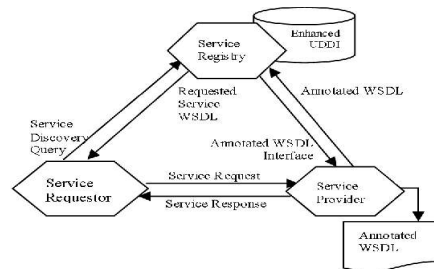 Enhanced
UDDI
Service
Registry
Annotated WSDL
Requested
Service
WSDL
Service
Discovery
Query
Annotated WSDL
Interface
Service
Requestor
Service Request
Service Response
Service
Provider
Annotated
WSDL